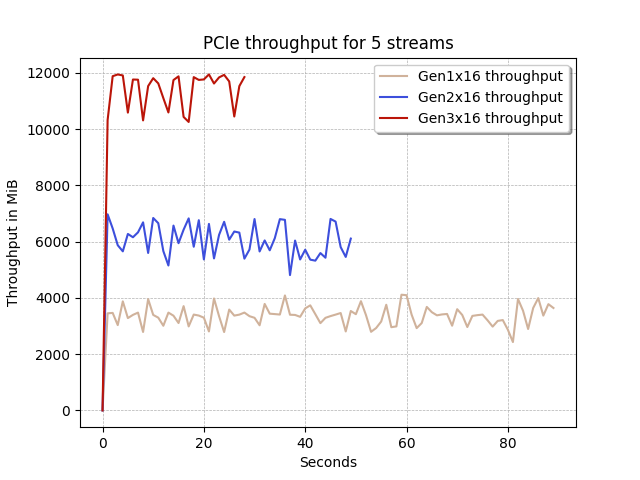 PCIe throughput for 5 streams
Gen1x16 throughput
Gen2x16 throughput
Gen3x16 throughput
Throughput in MiB
12000
10000
8000
6000
4000
2000
0
0 20 40 60 80
Seconds